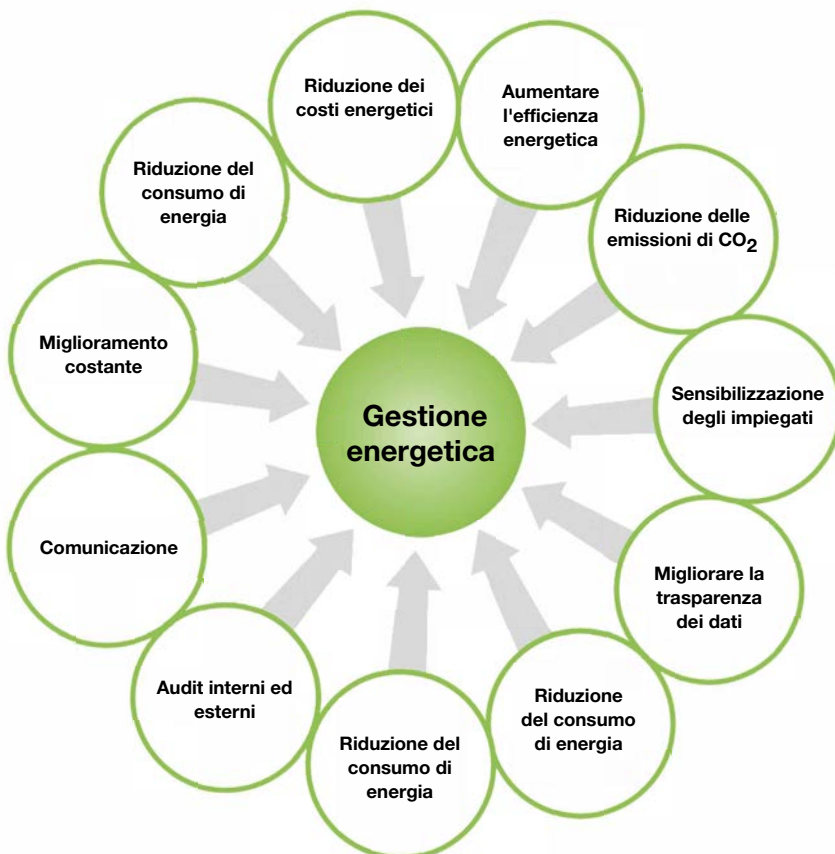 Riduzione dei
costi energetici
Aumentare
l'efficienza
energetica
Riduzione delle
emissioni di CO₂
Sensibilizzazione
degli impiegati
Migliorare la
trasparenza
dei dati
Riduzione
del consumo
di energia
Riduzione del
consumo di
energia
Audit interni ed
esterni
Comunicazione
Miglioramento
costante
Riduzione del
consumo di
energia
Gestione
energetica